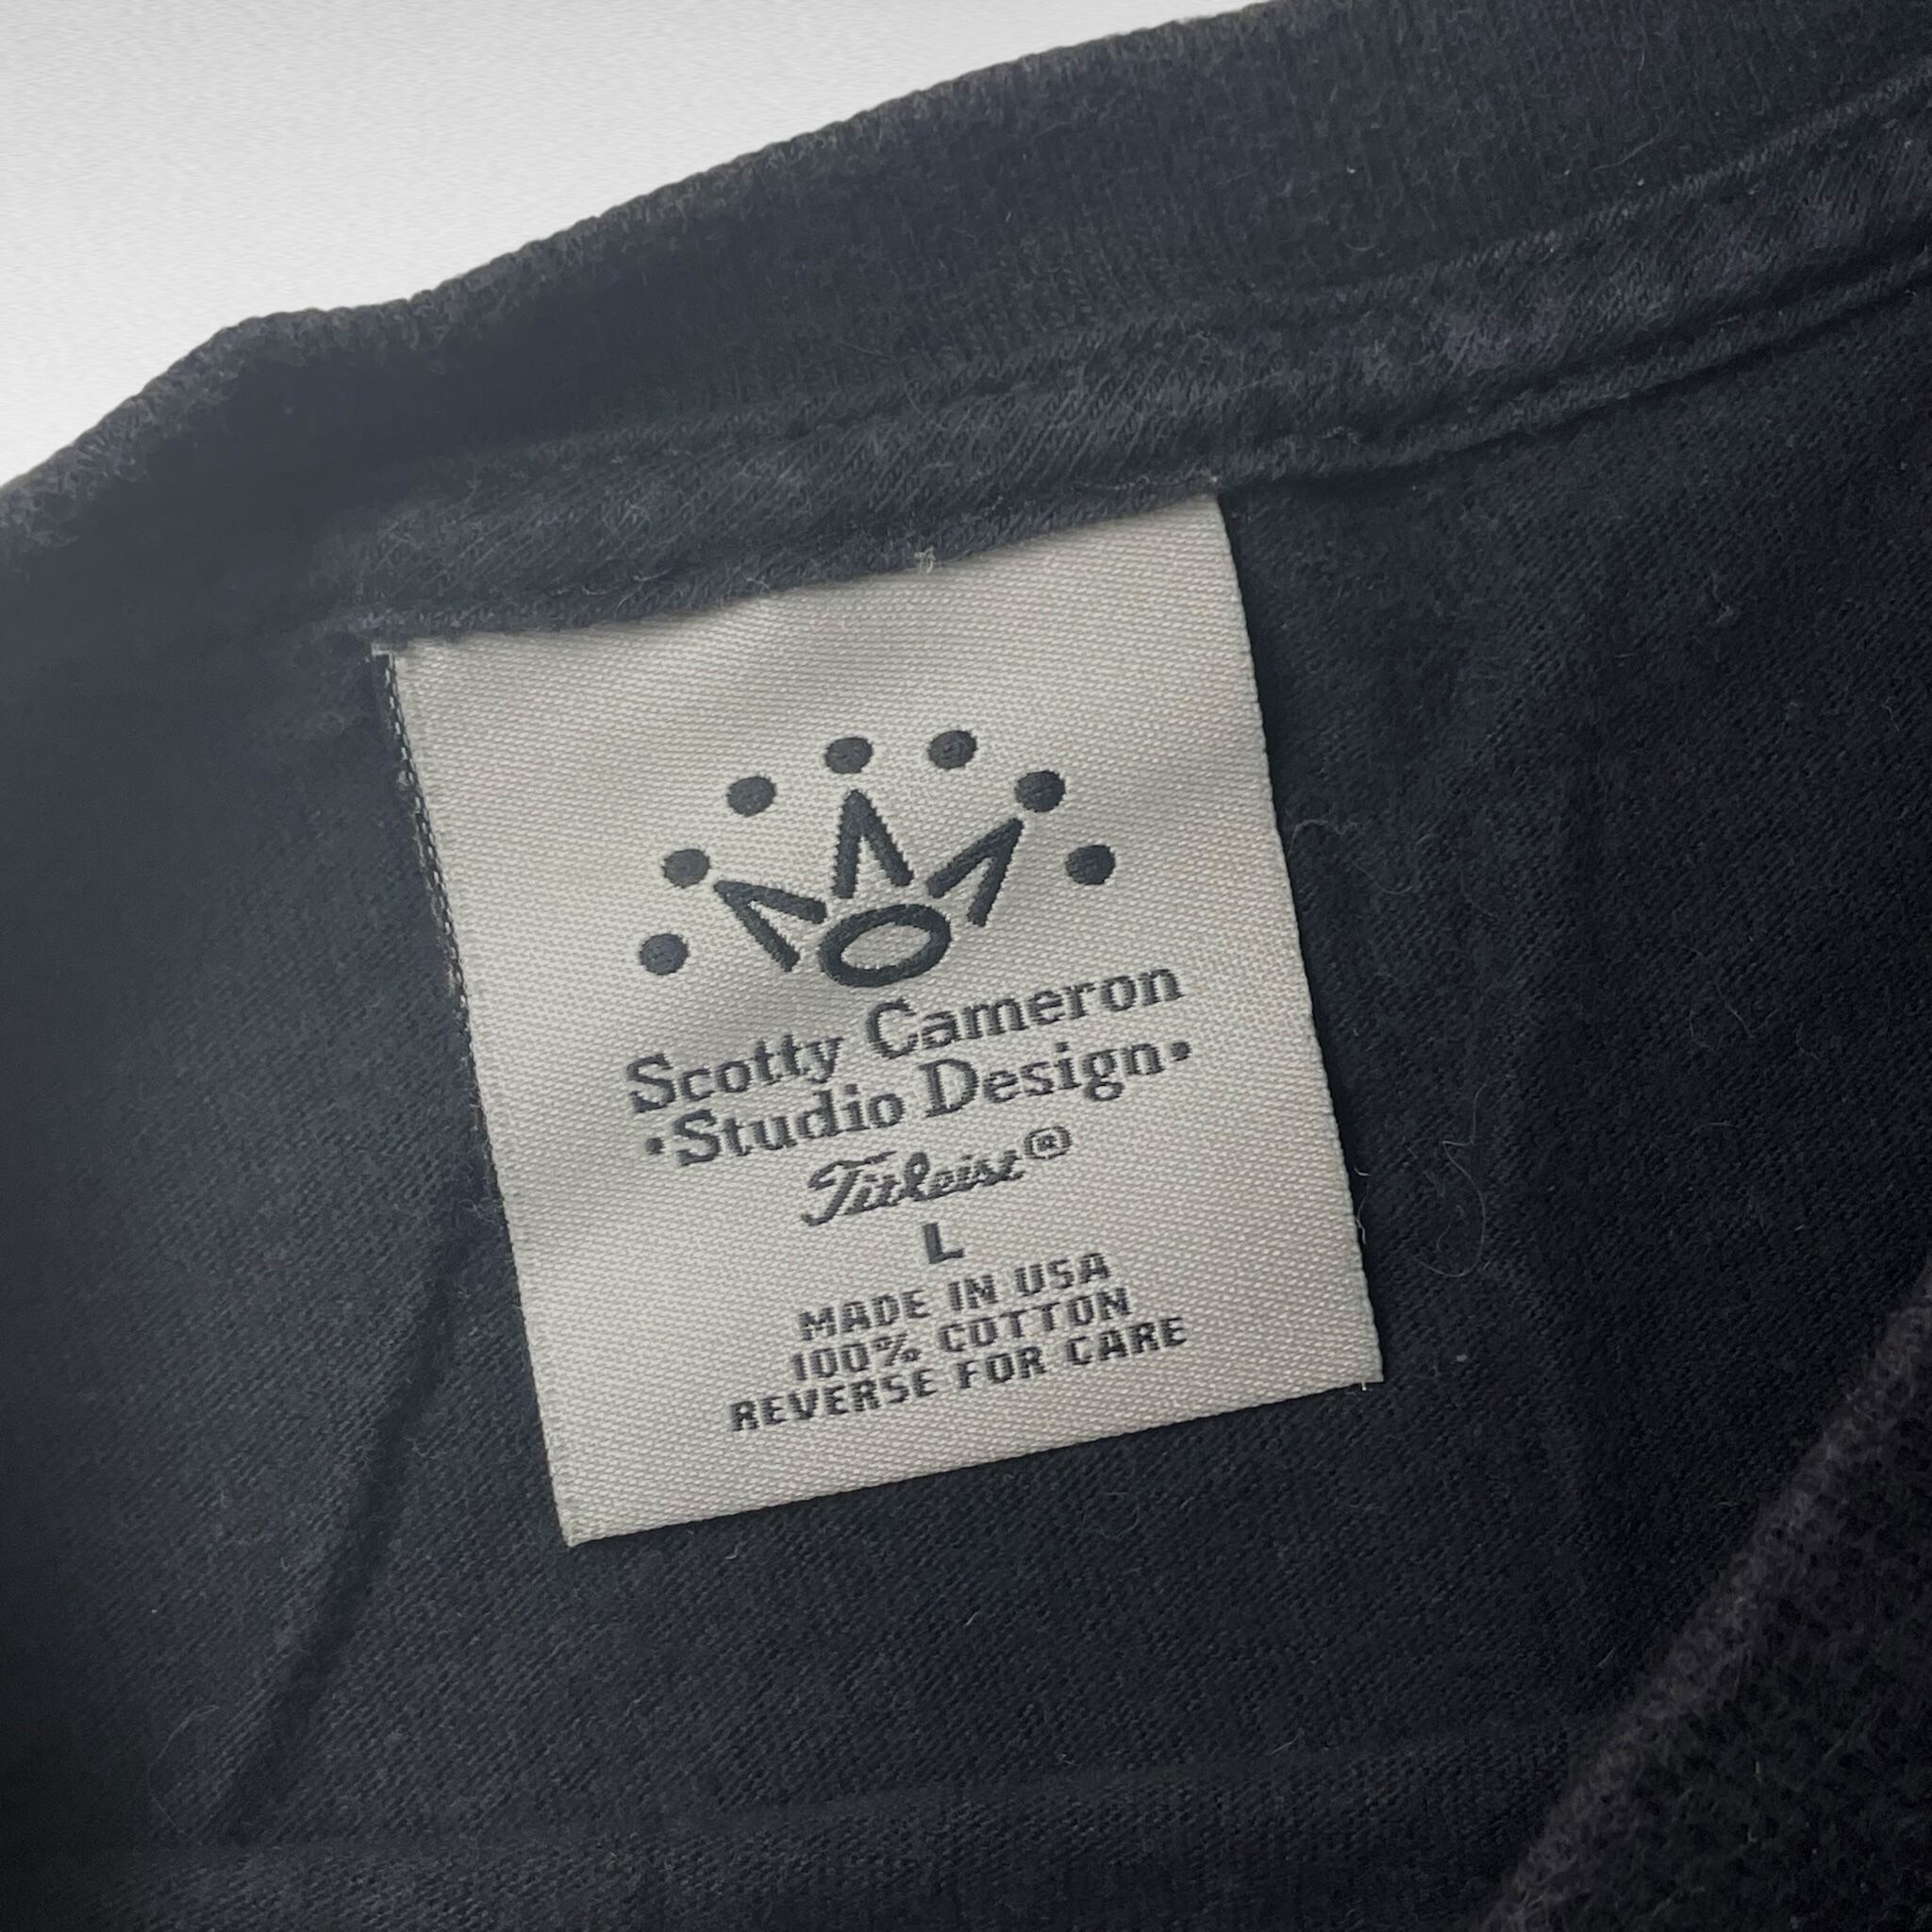 Scotty Cameron
•Studio Design•
Titleist®
L
MADE IN USA
100% COTTON
REVERSE FOR CARE